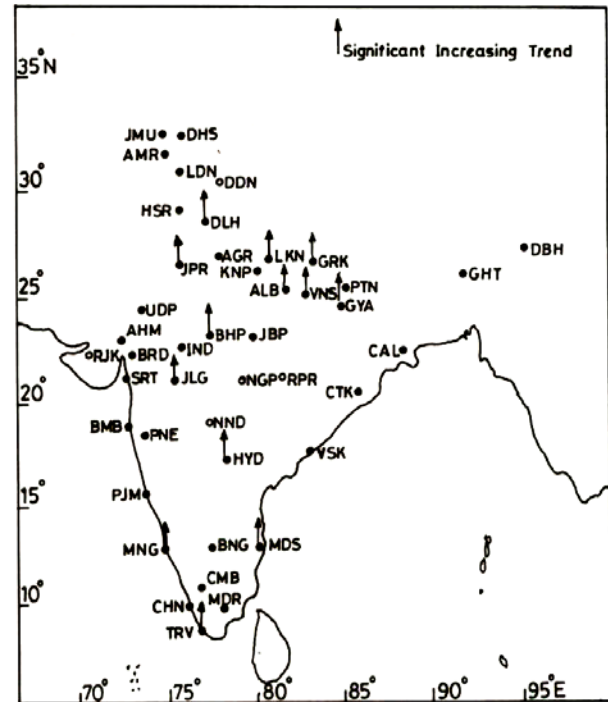 Significant Increasing Trend
35°N
JMU DHS
AMR
LDN
30° DDN
HSR
DLH
AGR LKN GRK DBH
JPR KNP GHT
25° ALB VNS PTN
UDP GYA
AHM BHP JBP
RJK BRD IND CAL
SRT JLG NGP RPR
20° CTK
BMB NND
PNE
HYD VSK
15° PJM
MNG BNG MDS
CMB
10° CHN MDR
TRV
70° 75° 80° 85° 90° 95°E